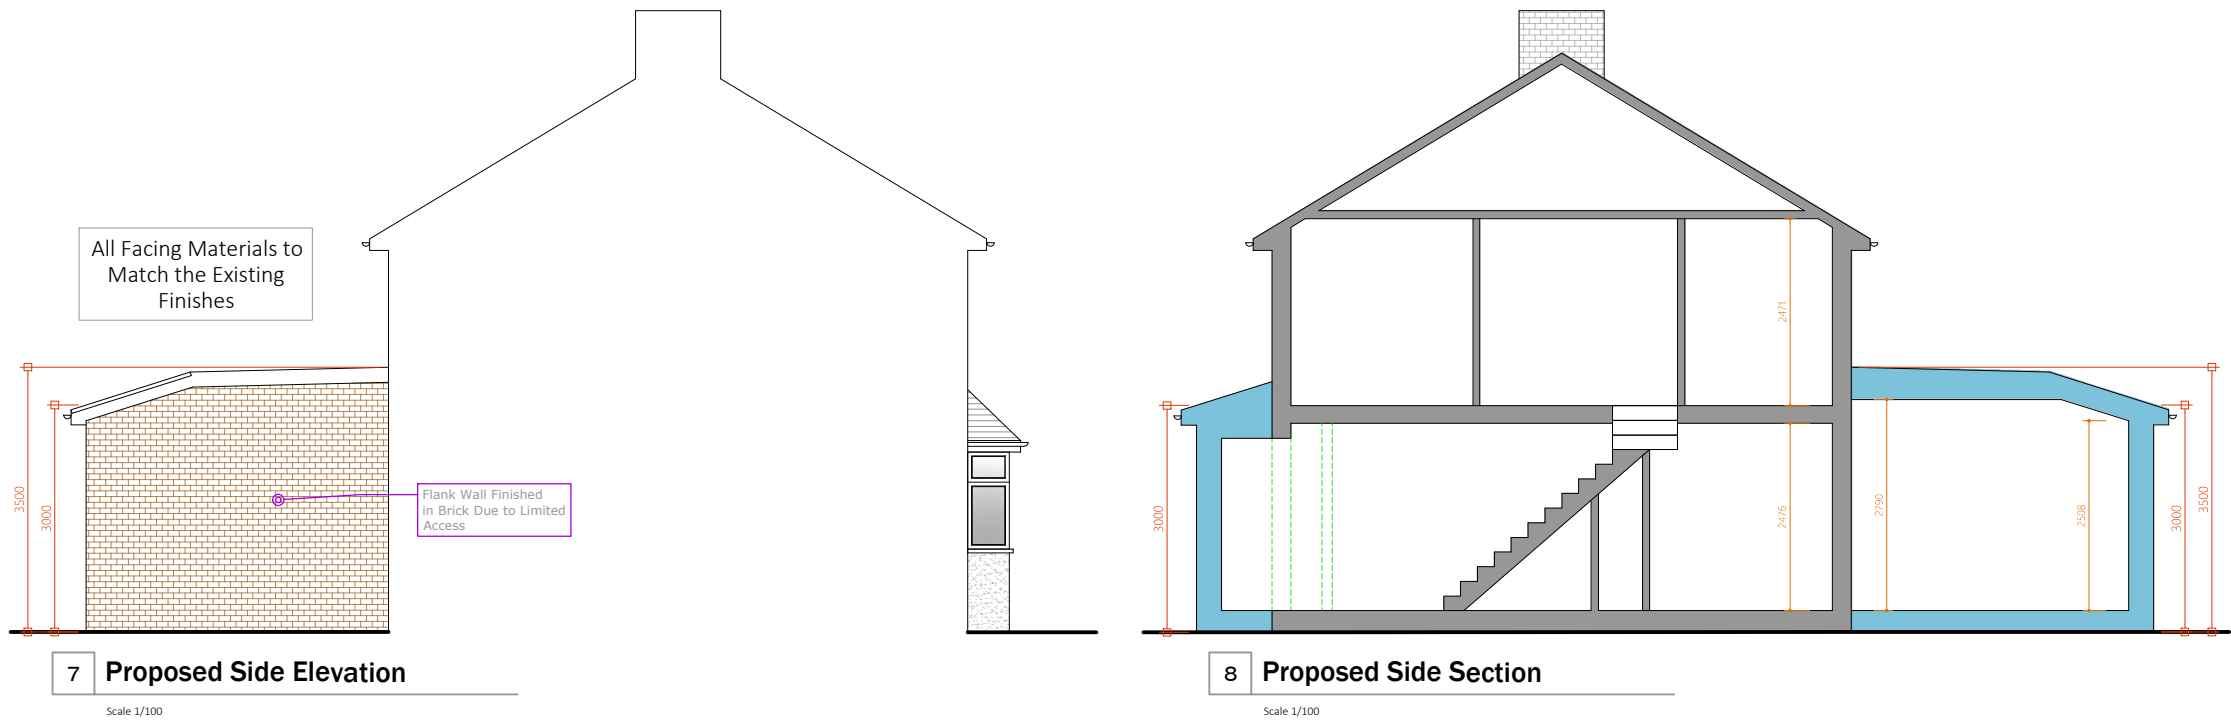 All Facing Materials to
Match the Existing
Finishes
3500
3000
Flank Wall Finished
in Brick Due to Limited
Access
7 Proposed Side Elevation
Scale 1/100
3000
2471
2476
2790
2508
3000
3500
8 Proposed Side Section
Scale 1/100